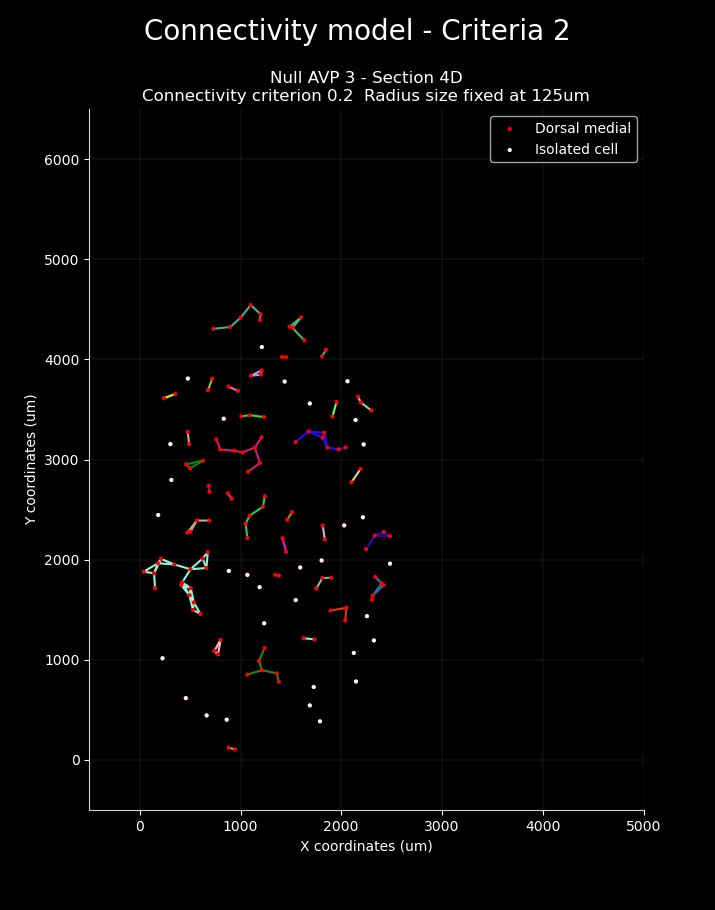 Connectivity model - Criteria 2
Null AVP 3 - Section 4D
Connectivity criterion 0.2  Radius size fixed at 125um
Dorsal medial
Isolated cell
6000
5000
4000
3000
2000
1000
0
Y coordinates (um)
0 1000 2000 3000 4000 5000
X coordinates (um)